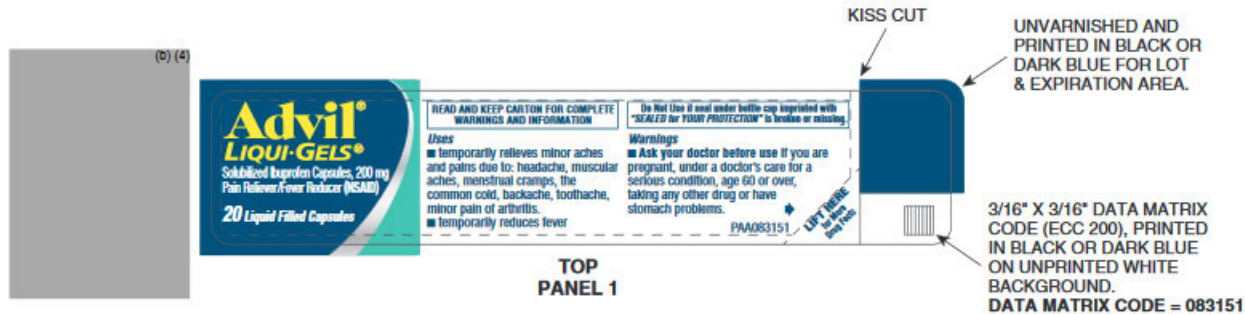 (b) (4)
Advil®
LIQUI·GELS®
Solubilized Ibuprofen Capsules, 200 mg
Pain Reliever/Fever Reducer (NSAID)
20 Liquid Filled Capsules
READ AND KEEP CARTON FOR COMPLETE
WARNINGS AND INFORMATION
Uses
■ temporarily relieves minor aches
and pains due to: headache, muscular
aches, menstrual cramps, the
common cold, backache, toothache,
minor pain of arthritis.
■ temporarily reduces fever
Do Not Use if seal under bottle cap imprinted with
"SEALED for YOUR PROTECTION" is broken or missing.
Warnings
■ Ask your doctor before use if you are
pregnant, under a doctor's care for a
serious condition, age 60 or over,
taking any other drug or have
stomach problems.
PAA083151
LIFT HERE
for More
Drug Facts
TOP
PANEL 1
KISS CUT
UNVARNISHED AND
PRINTED IN BLACK OR
DARK BLUE FOR LOT
& EXPIRATION AREA.
3/16" X 3/16" DATA MATRIX
CODE (ECC 200), PRINTED
IN BLACK OR DARK BLUE
ON UNPRINTED WHITE
BACKGROUND.
DATA MATRIX CODE = 083151